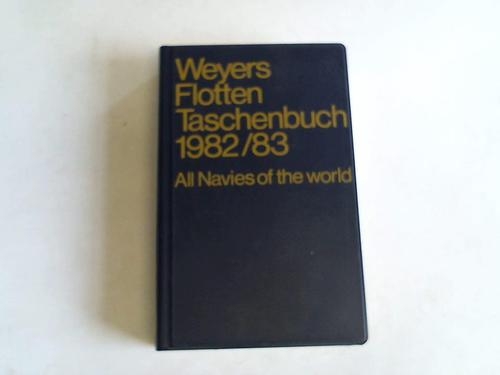 Weyers
Flotten
Taschenbuch
1982/83
All Navies of the world